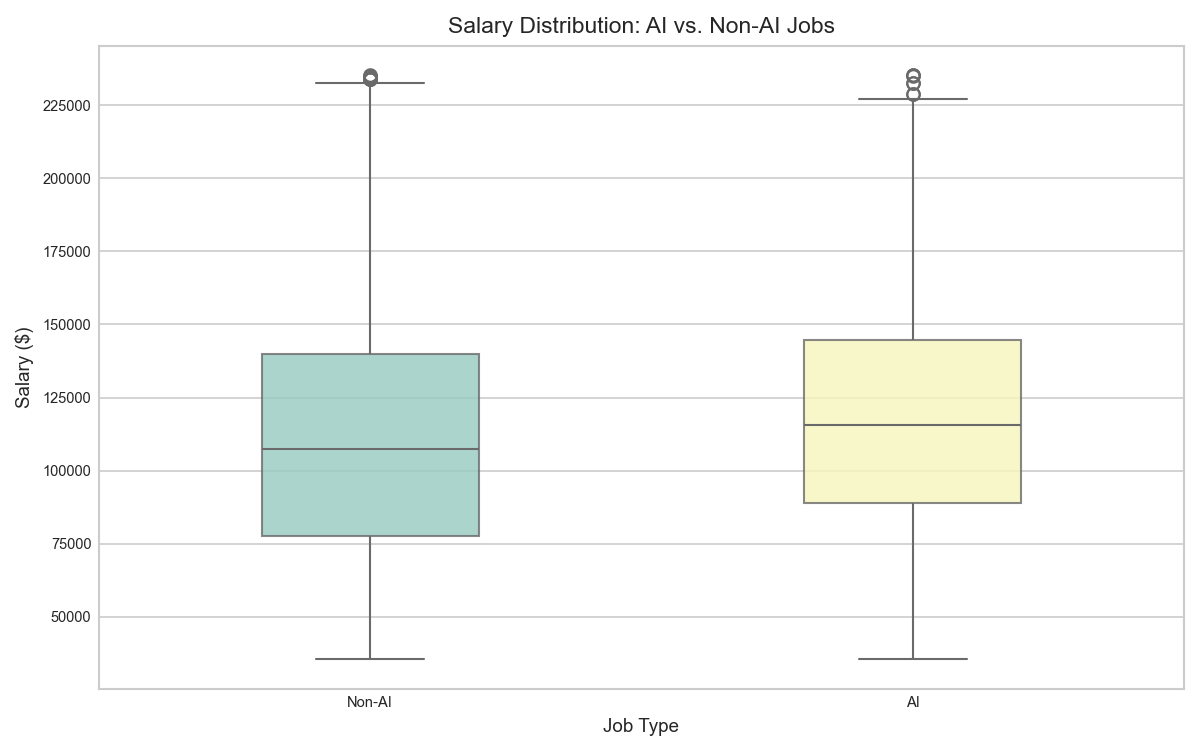 Salary Distribution: AI vs. Non-AI Jobs
Salary ($)
225000
200000
175000
150000
125000
100000
75000
50000
Non-AI
AI
Job Type